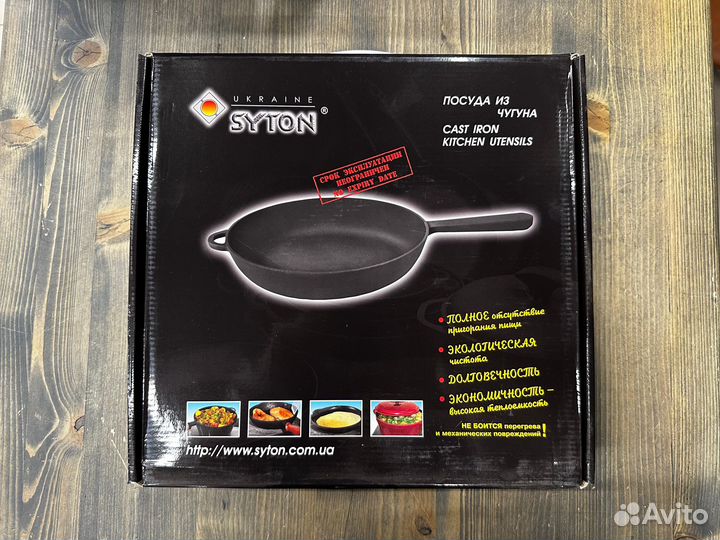 UKRAINE
SYTON®
ПОСУДА ИЗ
ЧУГУНА
CAST IRON
KITCHEN UTENSILS
СРОК ЭКСПЛУАТАЦИИ
НЕОГРАНИЧЕН
NO EXPIRY DATE
ПОЛНОЕ отсутствие
пригорания пищи
ЭКОЛОГИЧЕСКАЯ
чистота
ДОЛГОВЕЧНОСТЬ
ЭКОНОМИЧНОСТЬ –
высокая теплоемкость
НЕ БОИТСЯ перегрева
и механических повреждений!
http://www.syton.com.ua
Avito